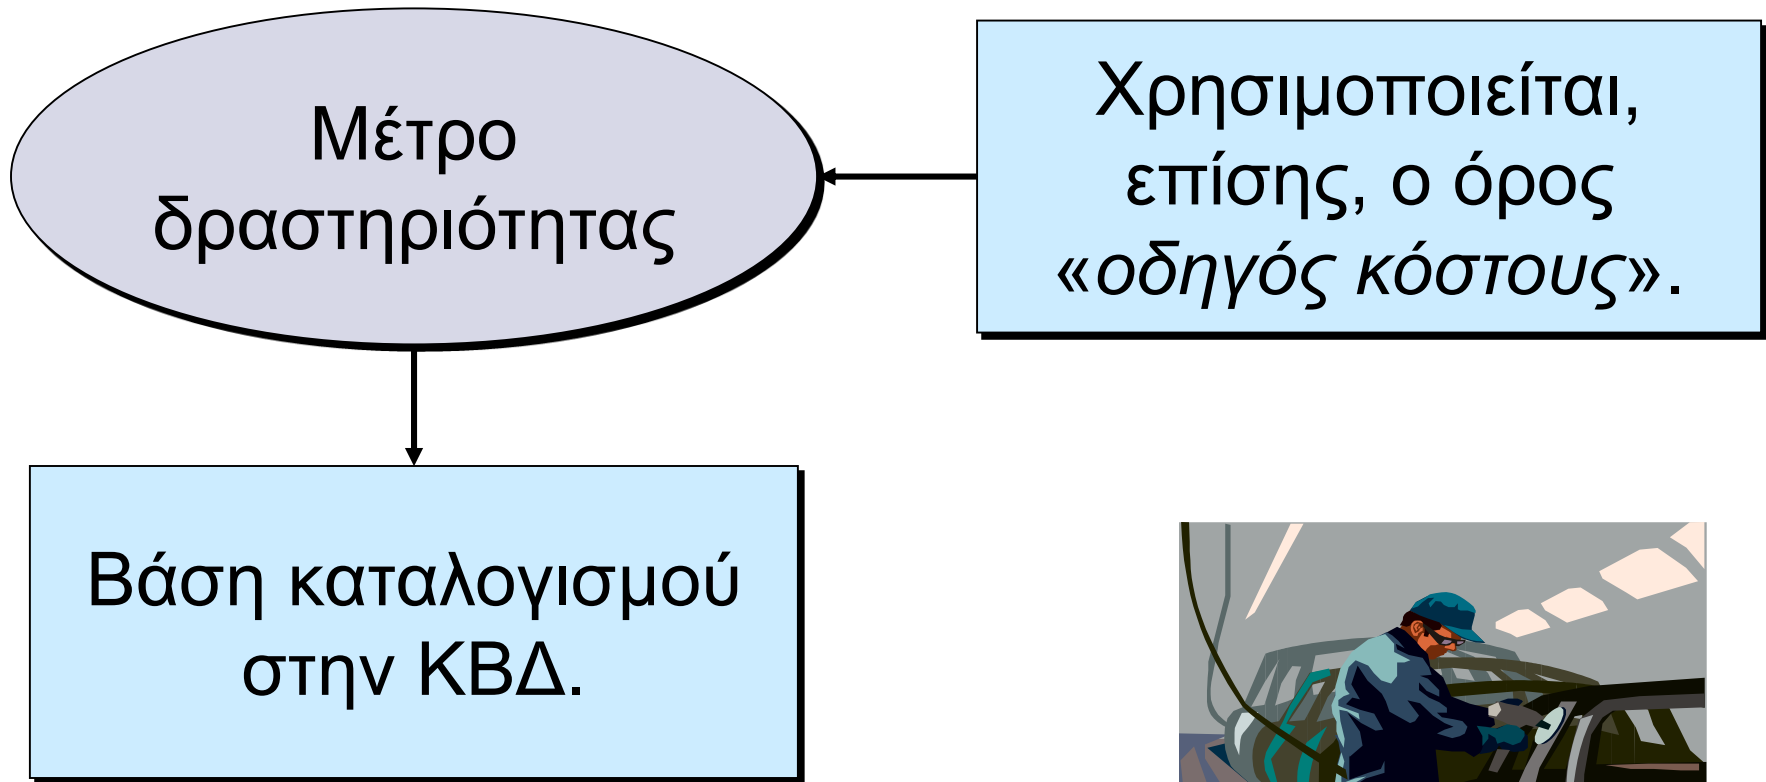 Μέτρο
δραστηριότητας
Χρησιμοποιείται,
επίσης, ο όρος
«οδηγός κόστους».
Βάση καταλογισμού
στην ΚΒΔ.